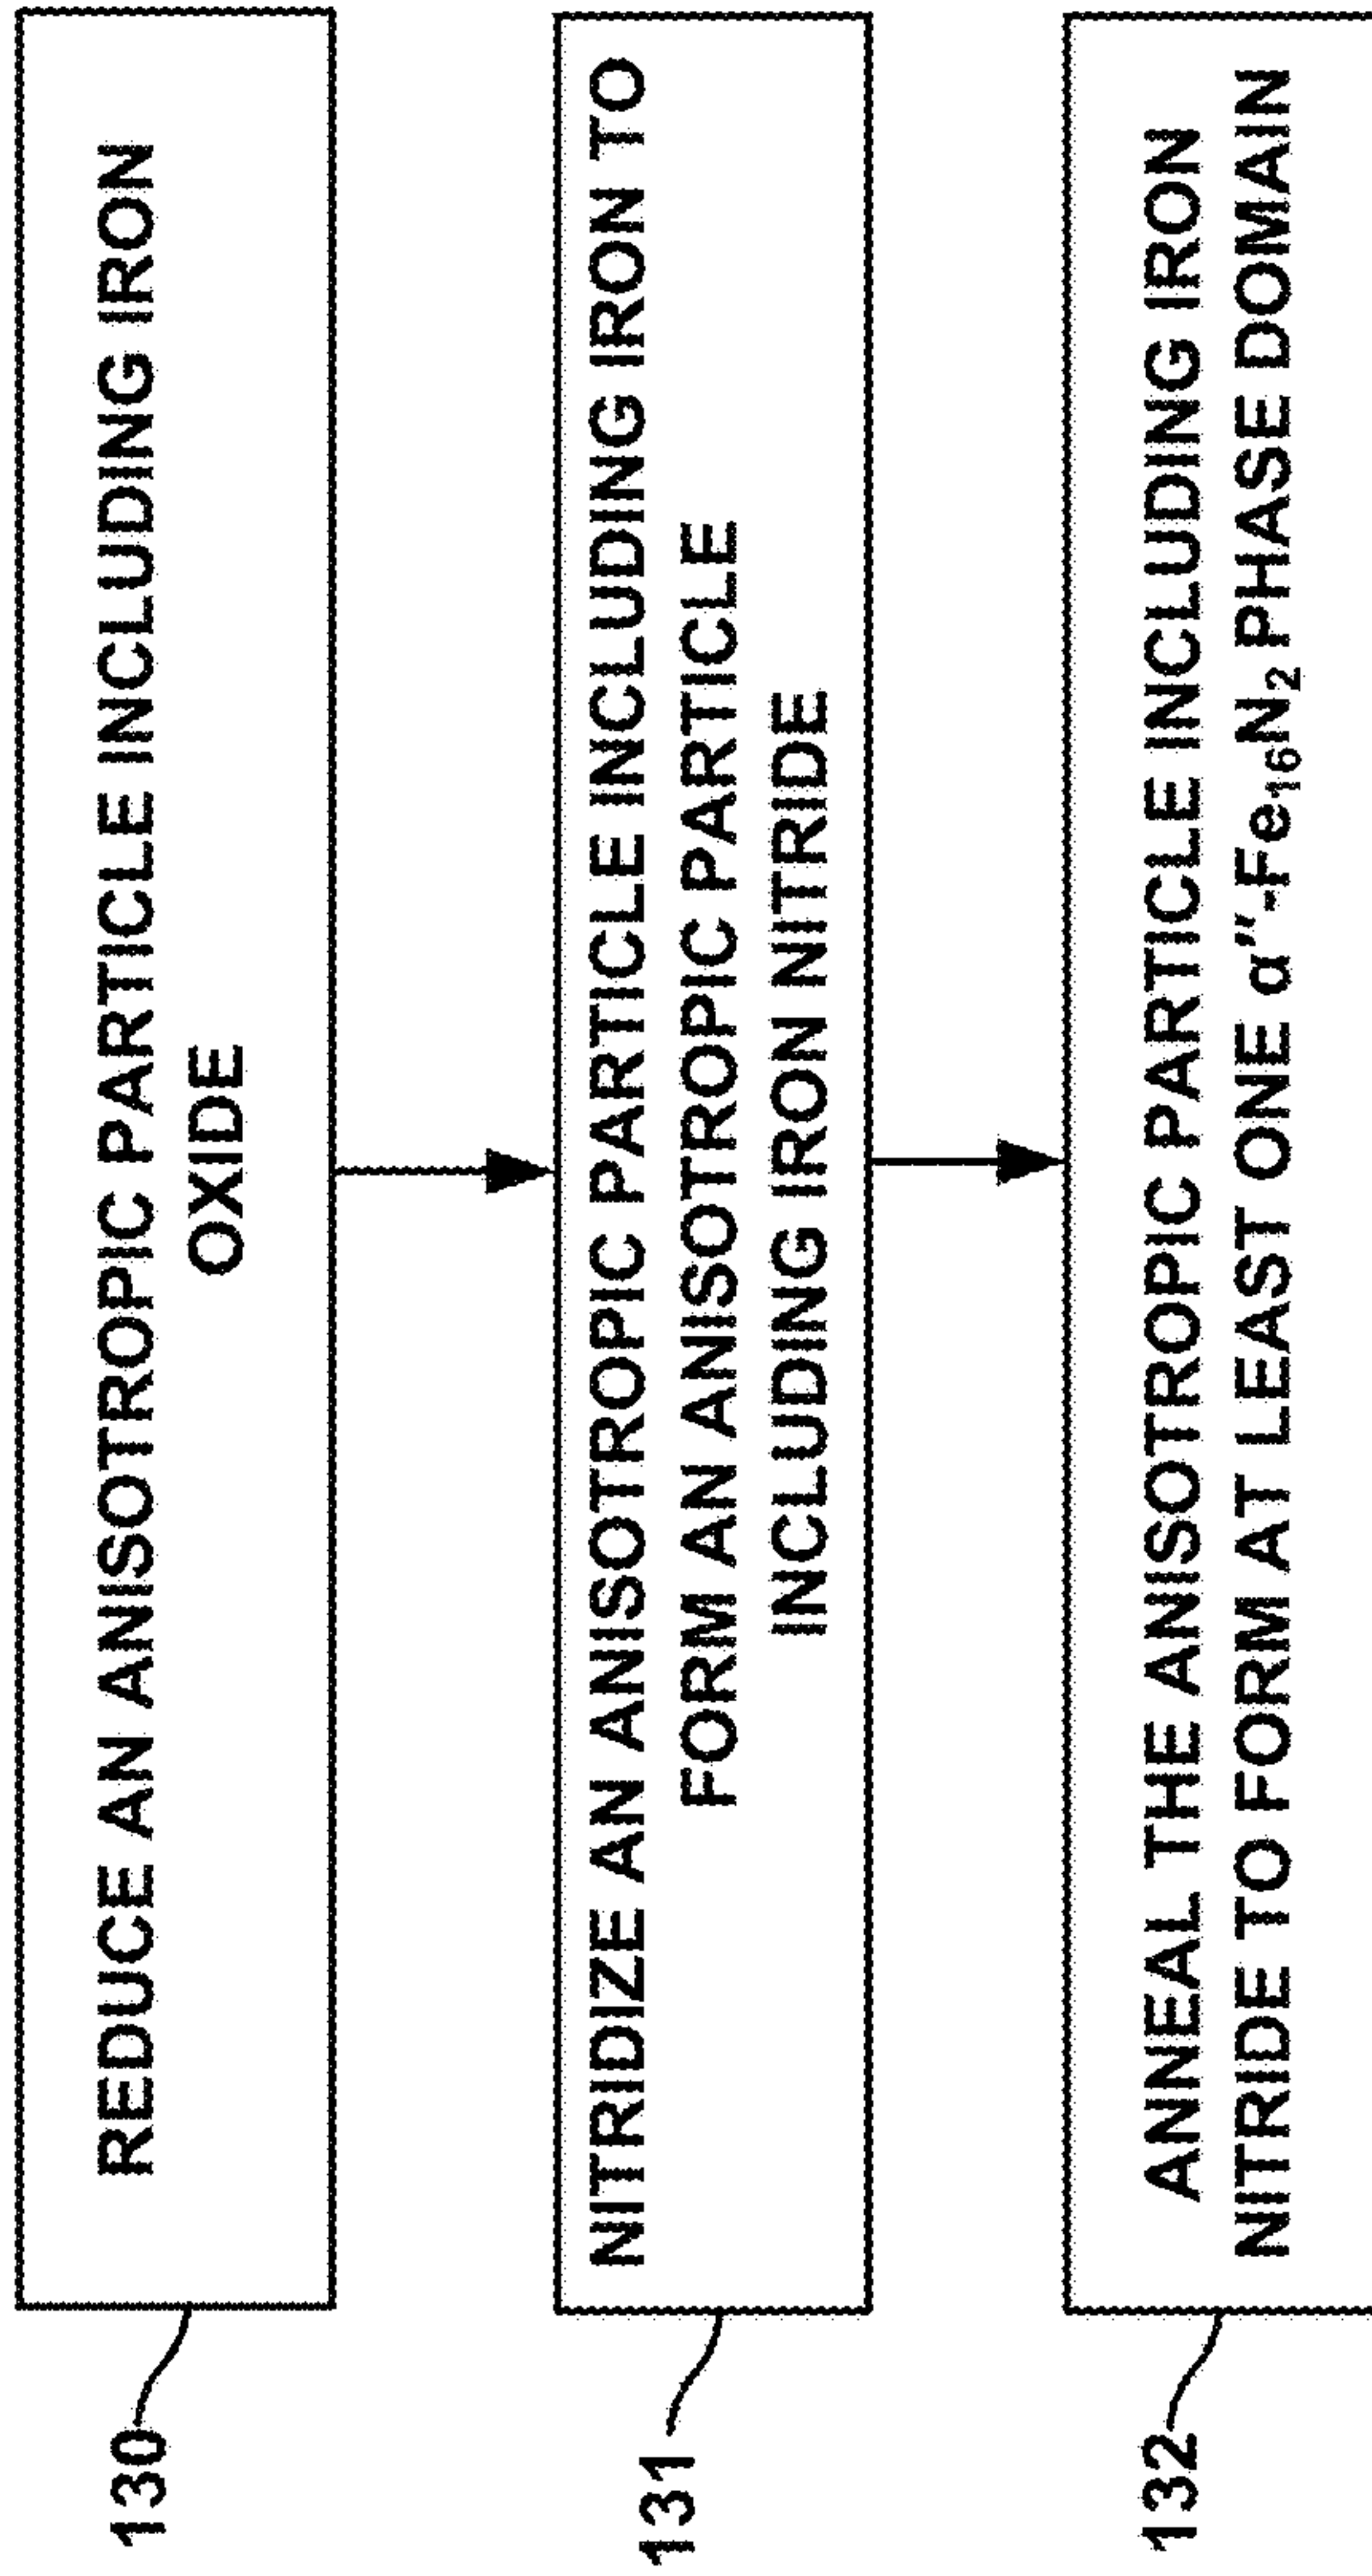 130
REDUCE AN ANISOTROPIC PARTICLE INCLUDING IRON
OXIDE
131
NITRIDIZE AN ANISOTROPIC PARTICLE INCLUDING IRON TO
FORM AN ANISOTROPIC PARTICLE
INCLUDING IRON NITRIDE
132
ANNEAL THE ANISOTROPIC PARTICLE INCLUDING IRON
NITRIDE TO FORM AT LEAST ONE α″-Fe₁₆N₂ PHASE DOMAIN